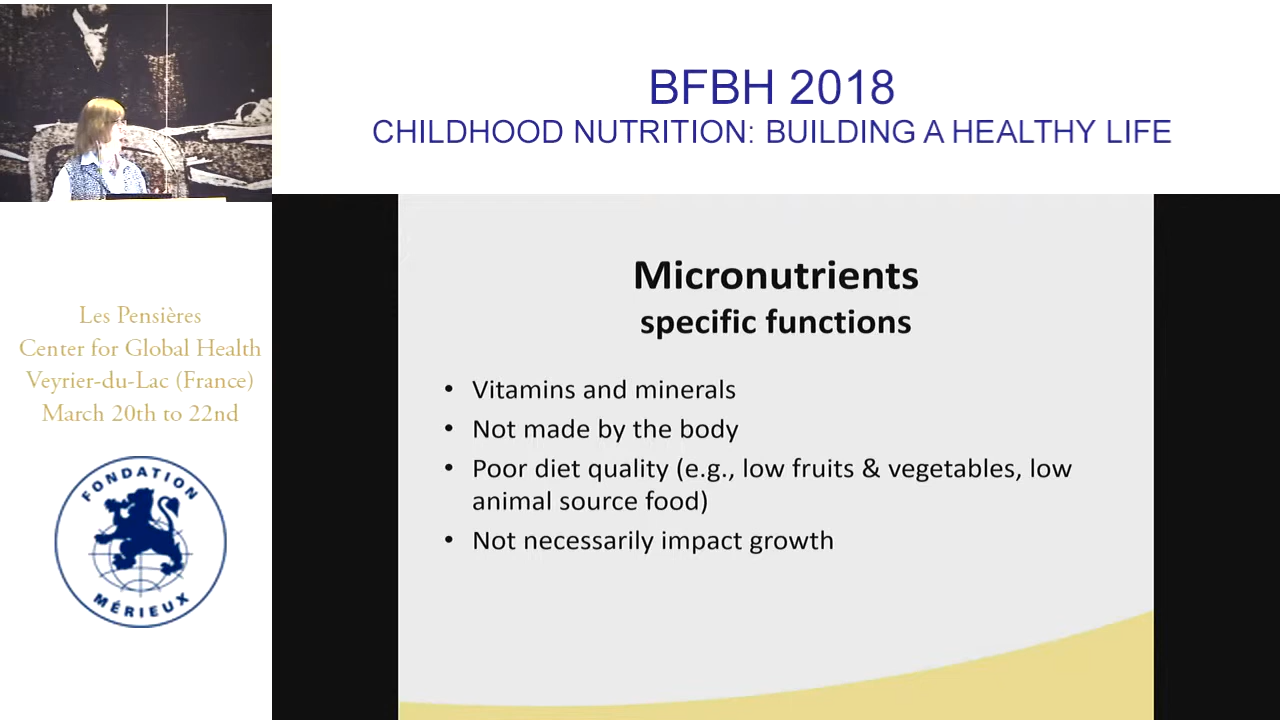 BFBH 2018
CHILDHOOD NUTRITION: BUILDING A HEALTHY LIFE
Les Pensières
Center for Global Health
Veyrier-du-Lac (France)
March 20th to 22nd
FONDATION
MÉRIEUX
Micronutrients
specific functions
• Vitamins and minerals
• Not made by the body
• Poor diet quality (e.g., low fruits & vegetables, low
animal source food)
• Not necessarily impact growth